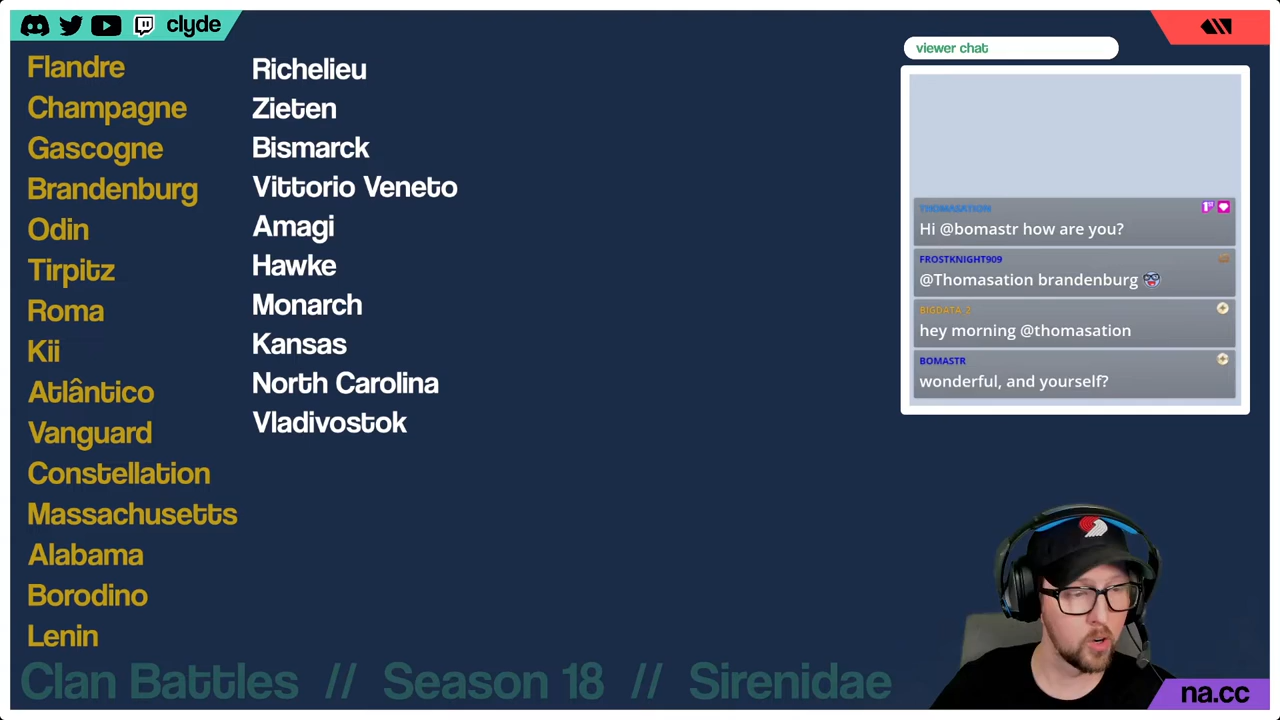 clyde
Flandre
Champagne
Gascogne
Brandenburg
Odin
Tirpitz
Roma
Kii
Atlântico
Vanguard
Constellation
Massachusetts
Alabama
Borodino
Lenin
Richelieu
Zieten
Bismarck
Vittorio Veneto
Amagi
Hawke
Monarch
Kansas
North Carolina
Vladivostok
viewer chat
THOMASATION
Hi @bomastr how are you?
FROSTKNIGHT909
@Thomasation brandenburg
BIGDATA_2
hey morning @thomasation
BOMASTR
wonderful, and yourself?
Clan Battles // Season 18 // Sirenidae
na.cc